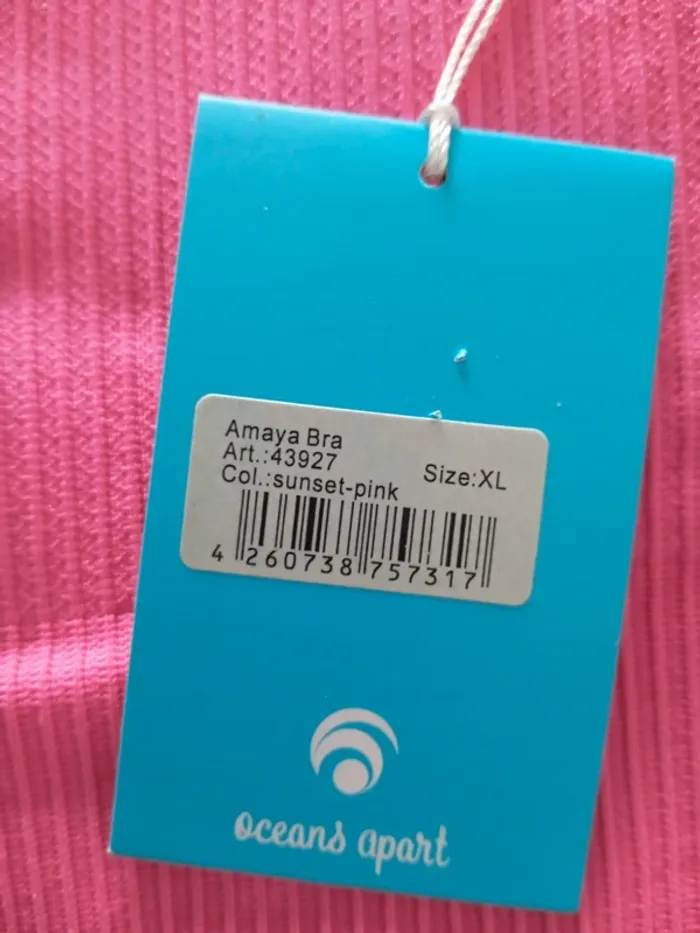 Amaya Bra
Art.:43927
Size:XL
Col.:sunset-pink
4 260738 757317
oceans apart